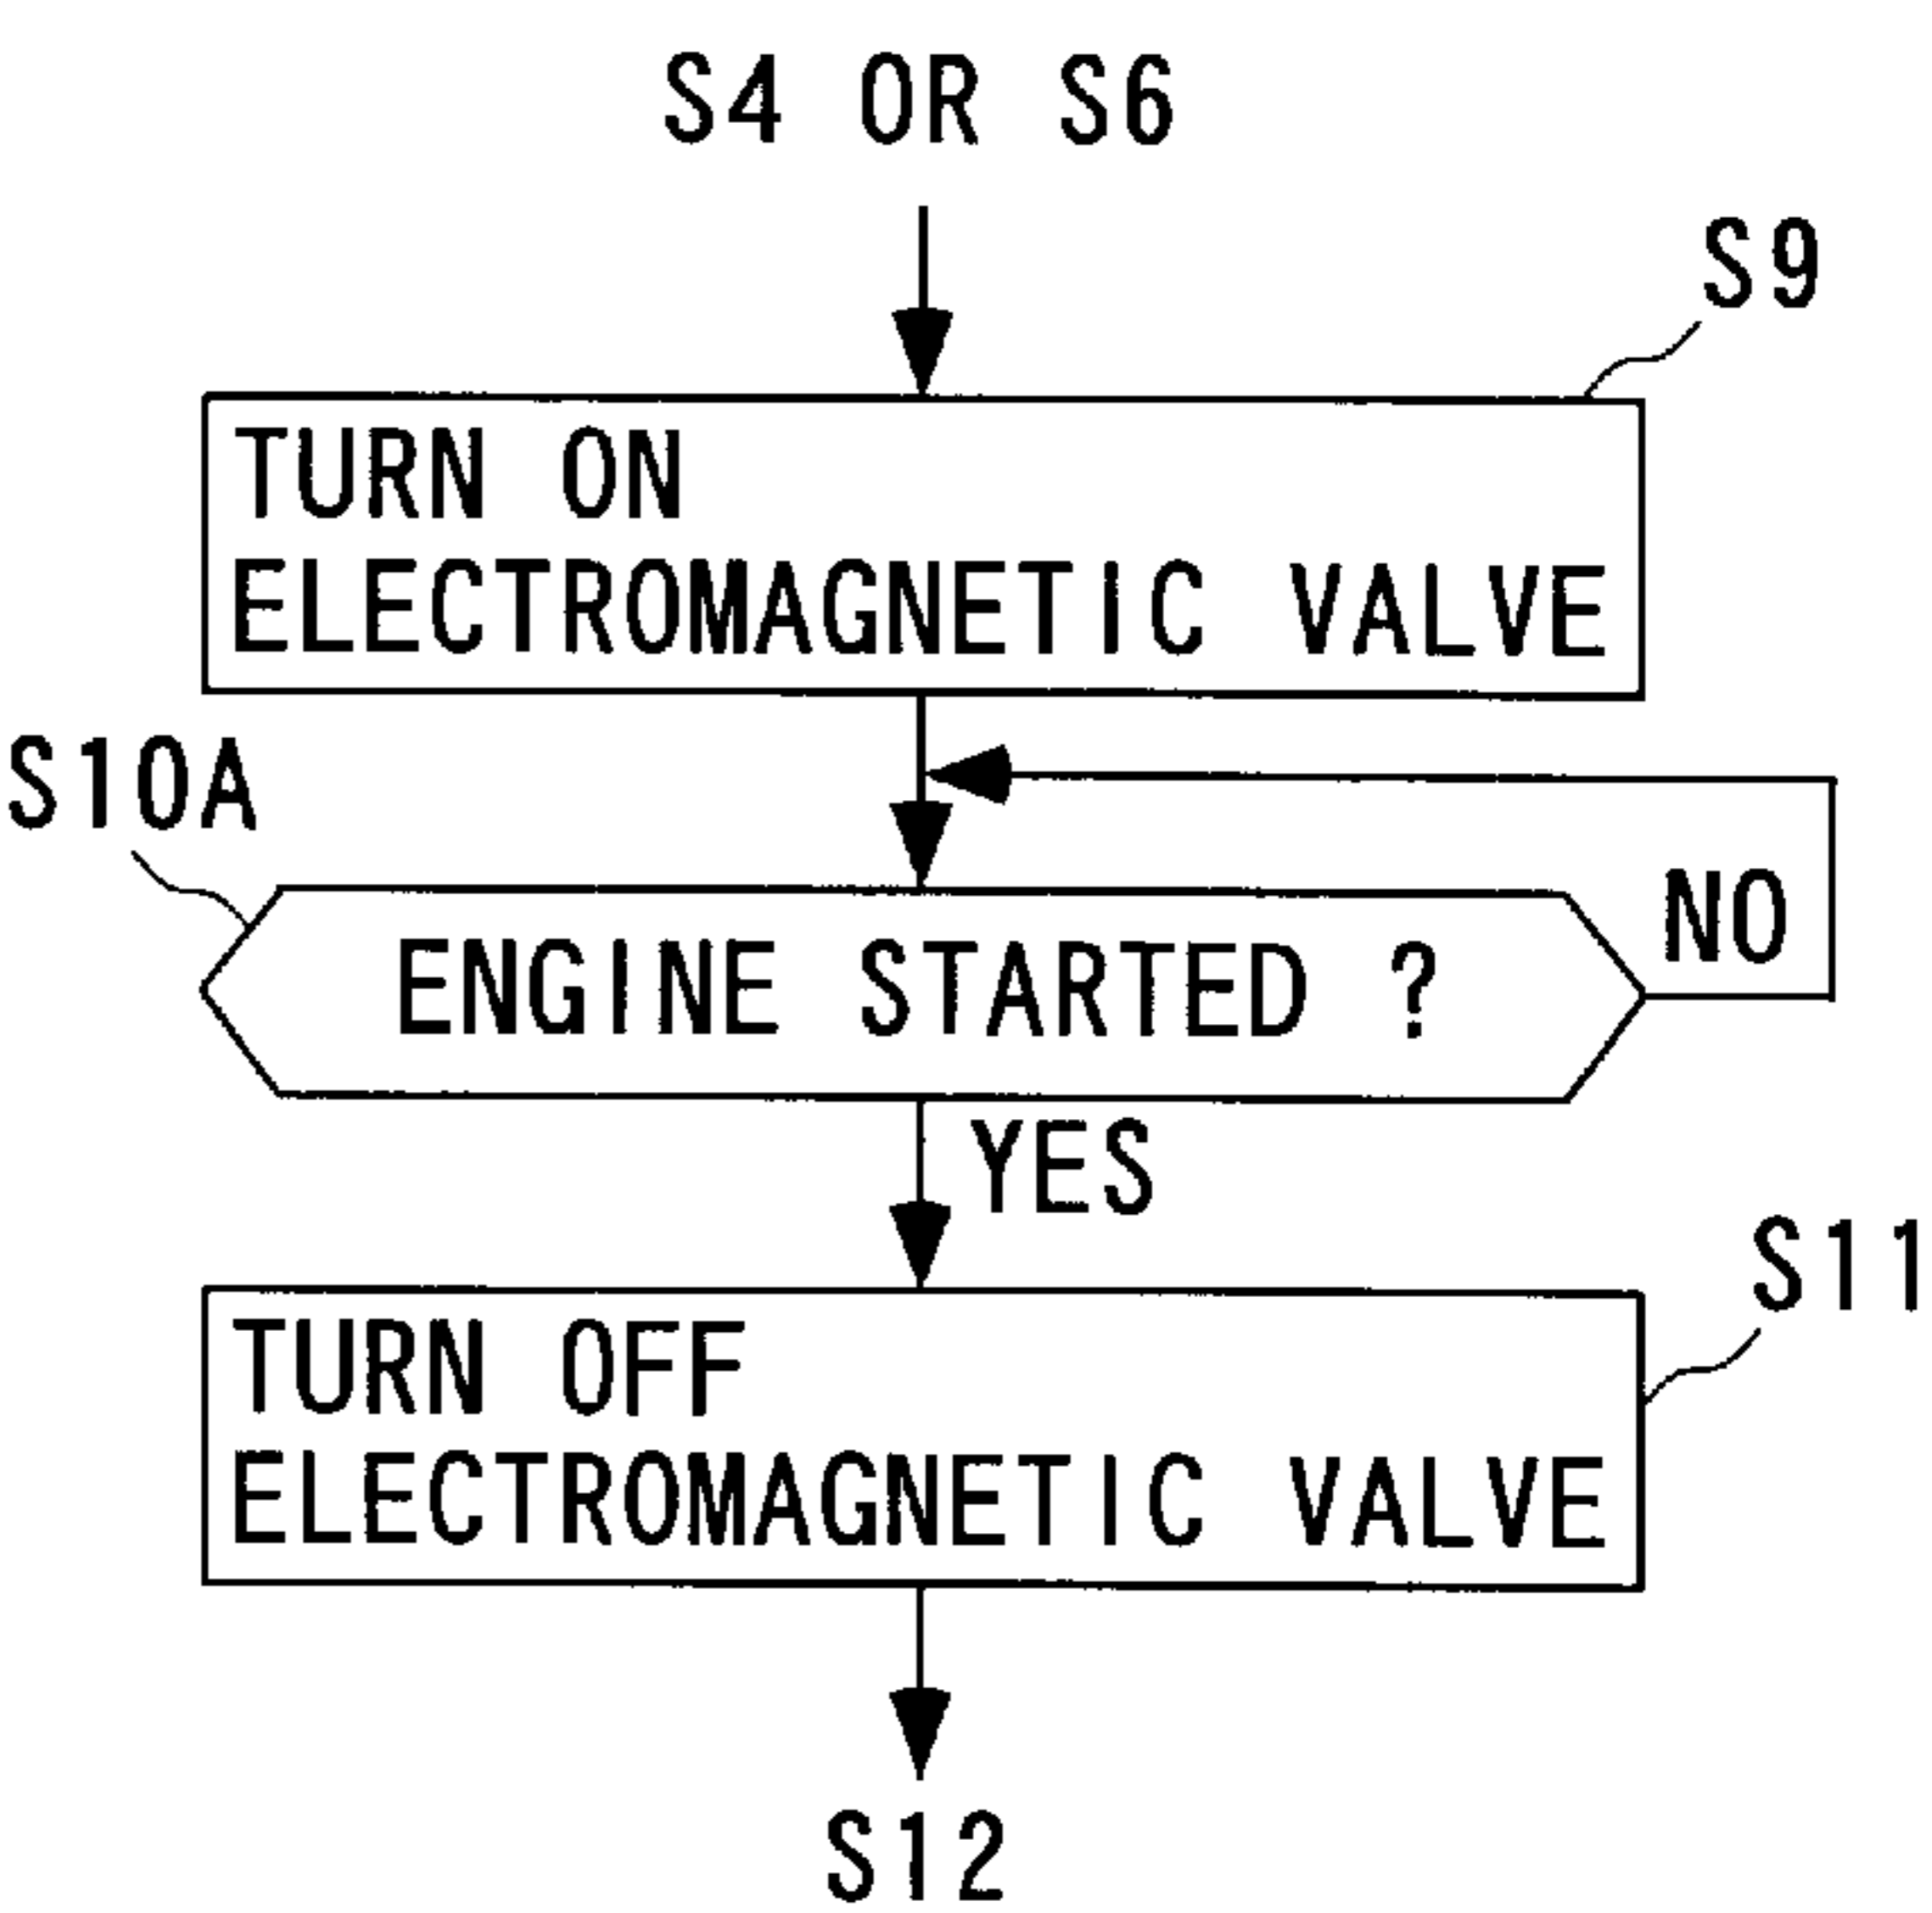 S4 OR S6
S9
TURN ON
ELECTROMAGNETIC VALVE
S10A
ENGINE STARTED ?
NO
YES
S11
TURN OFF
ELECTROMAGNETIC VALVE
S12